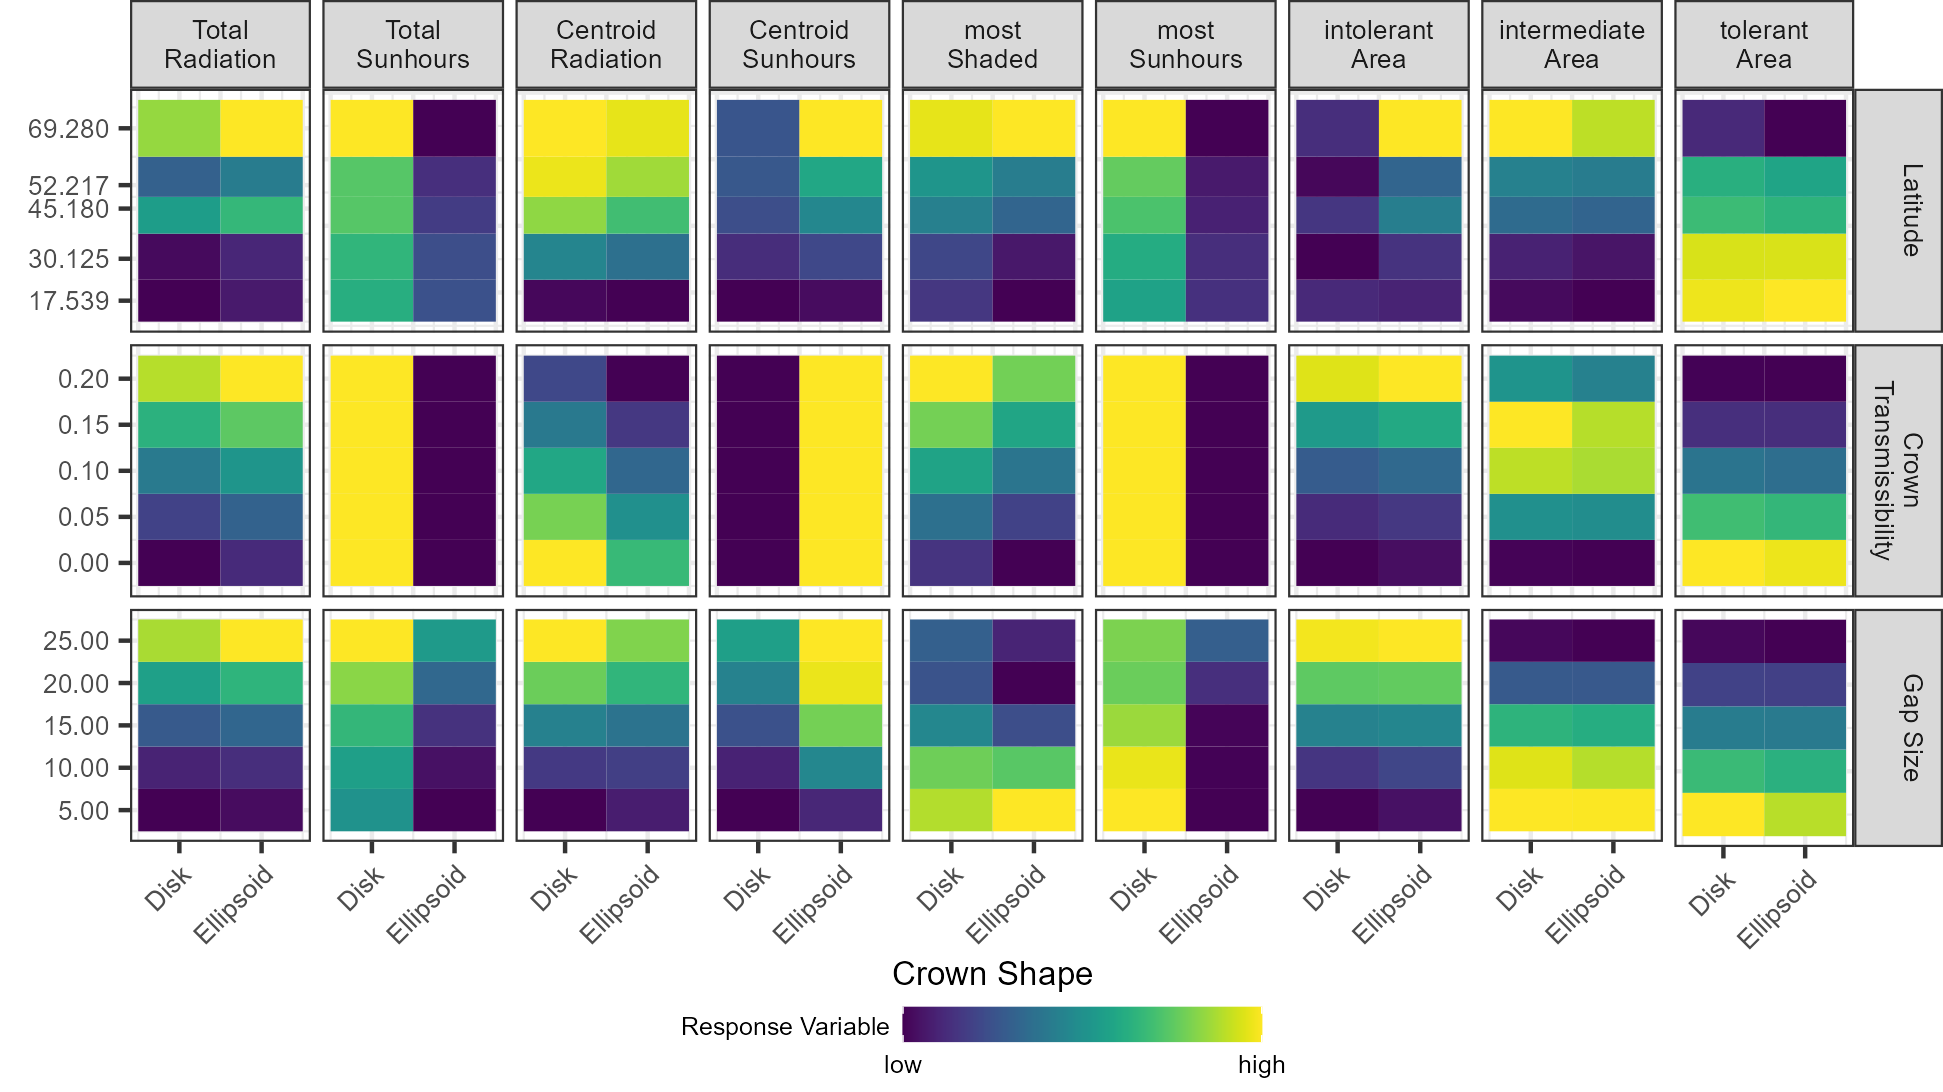 Total
Radiation
Total
Sunhours
Centroid
Radiation
Centroid
Sunhours
most
Shaded
most
Sunhours
intolerant
Area
intermediate
Area
tolerant
Area
69.280
52.217
45.180
30.125
17.539
Latitude
0.20
0.15
0.10
0.05
0.00
Crown
Transmissibility
25.00
20.00
15.00
10.00
5.00
Gap Size
Disk
Ellipsoid
Disk
Ellipsoid
Disk
Ellipsoid
Disk
Ellipsoid
Disk
Ellipsoid
Disk
Ellipsoid
Disk
Ellipsoid
Disk
Ellipsoid
Disk
Ellipsoid
Crown Shape
Response Variable
low high